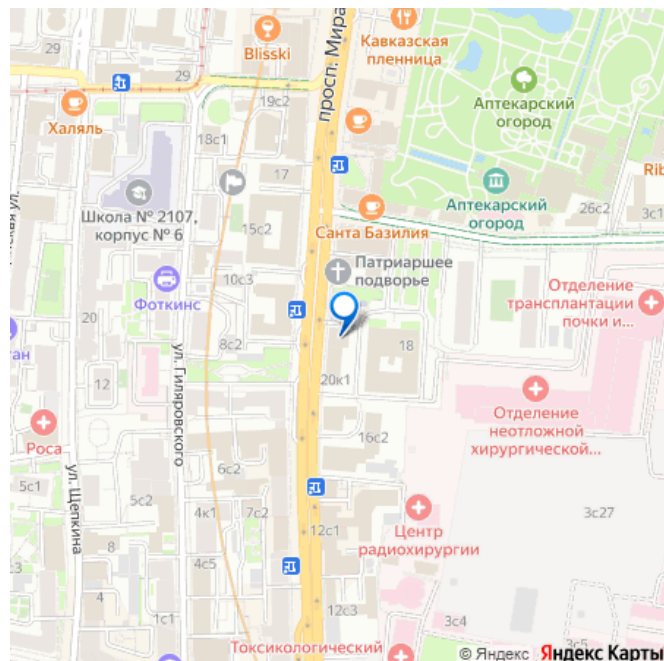 29
Blisski
Кавказская
пленница
просп. Мира
29
Халяль
19с2
Аптекарский
огород
18с1
17
Rib
Школа № 2107,
корпус № 6
15с2
Санта Базилия
Аптекарский
огород
26с2
3с1
Патриаршее
подворье
10с3
Фоткинс
Отделение
трансплантации
почки и...
20
8с2
18
12
20к1
ул. Гиляровского
Отделение
неотложной
хирургической...
Роса
16с2
6с2
5с1
5с2
ул. Щепкина
4к1
7с2
12с1
3с27
Центр
радиохирургии
8
4
4с5
1с1
12с3
3с4
3с5
Токсикологический
© Яндекс Яндекс Карты